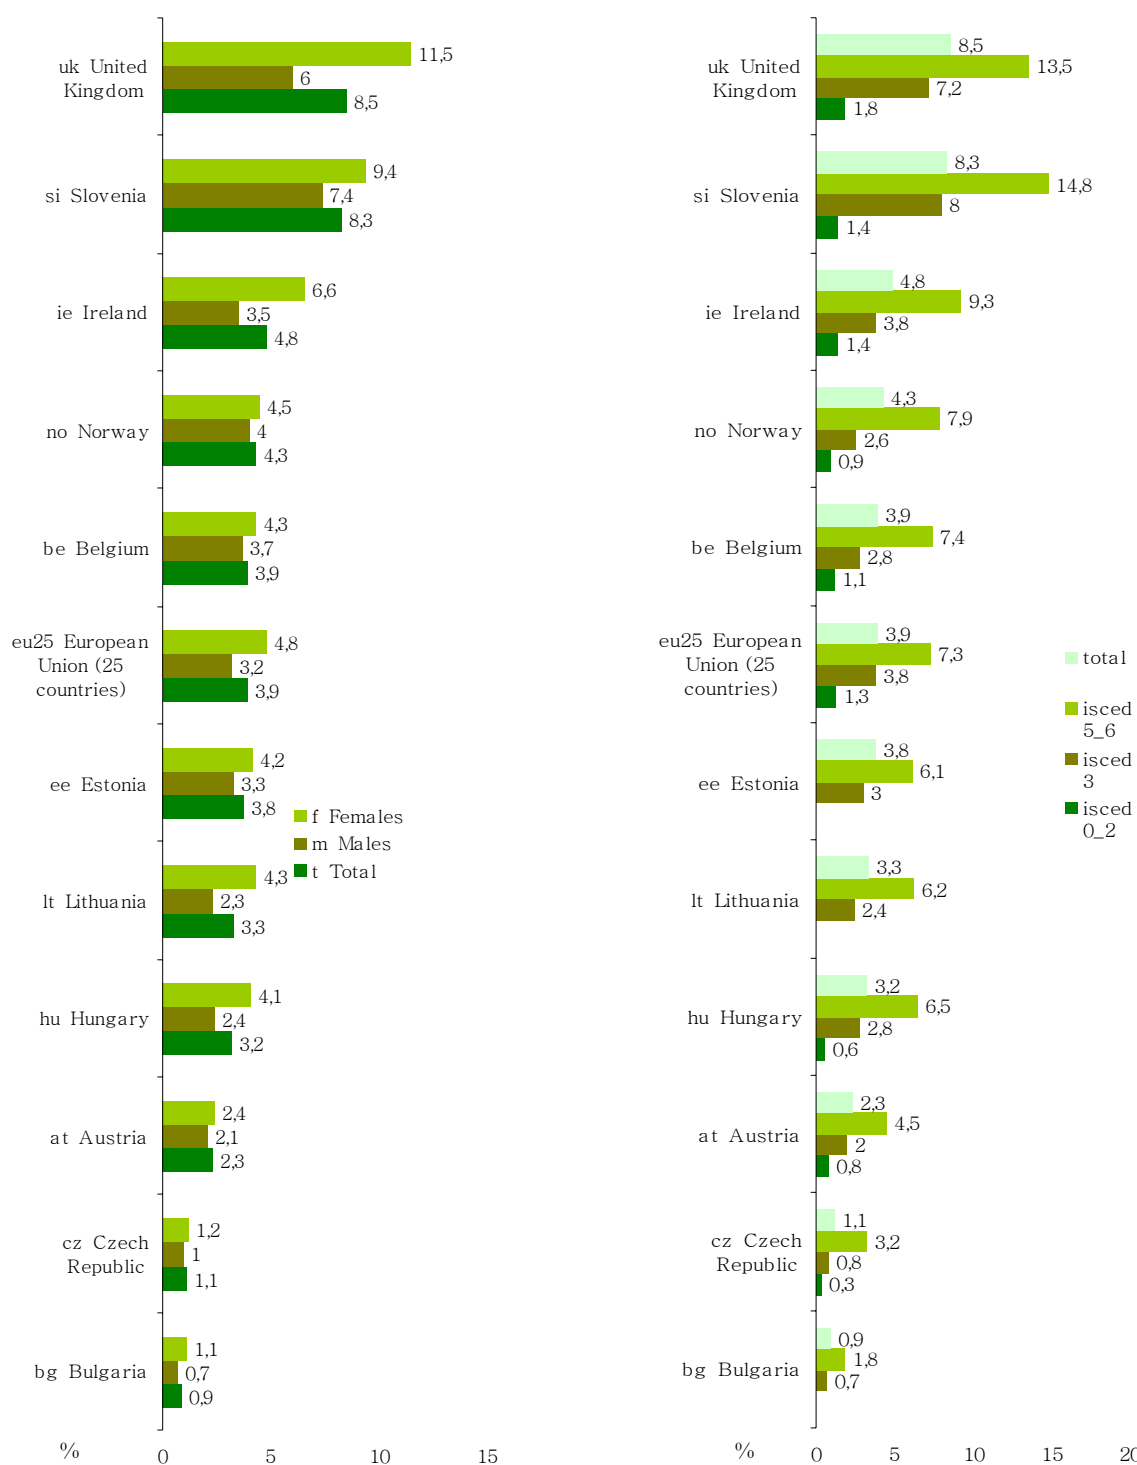 uk United
Kingdom
11,5
6
8,5
si Slovenia
9,4
7,4
8,3
ie Ireland
6,6
3,5
4,8
no Norway
4,5
4
4,3
be Belgium
4,3
3,7
3,9
eu25 European
Union (25
countries)
4,8
3,2
3,9
ee Estonia
4,2
3,3
3,8
lt Lithuania
4,3
2,3
3,3
hu Hungary
4,1
2,4
3,2
at Austria
2,4
2,1
2,3
cz Czech
Republic
1,2
1
1,1
bg Bulgaria
1,1
0,7
0,9
% 0 5 10 15
f Females
m Males
t Total
uk United
Kingdom
8,5
13,5
7,2
1,8
si Slovenia
8,3
14,8
8
1,4
ie Ireland
4,8
9,3
3,8
1,4
no Norway
4,3
7,9
2,6
0,9
be Belgium
3,9
7,4
2,8
1,1
eu25 European
Union (25
countries)
3,9
7,3
3,8
1,3
ee Estonia
3,8
6,1
3
lt Lithuania
3,3
6,2
2,4
hu Hungary
3,2
6,5
2,8
0,6
at Austria
2,3
4,5
2
0,8
cz Czech
Republic
1,1
3,2
0,8
0,3
bg Bulgaria
0,9
1,8
0,7
% 0 5 10 15 20
total
isced
5_6
isced
3
isced
0_2